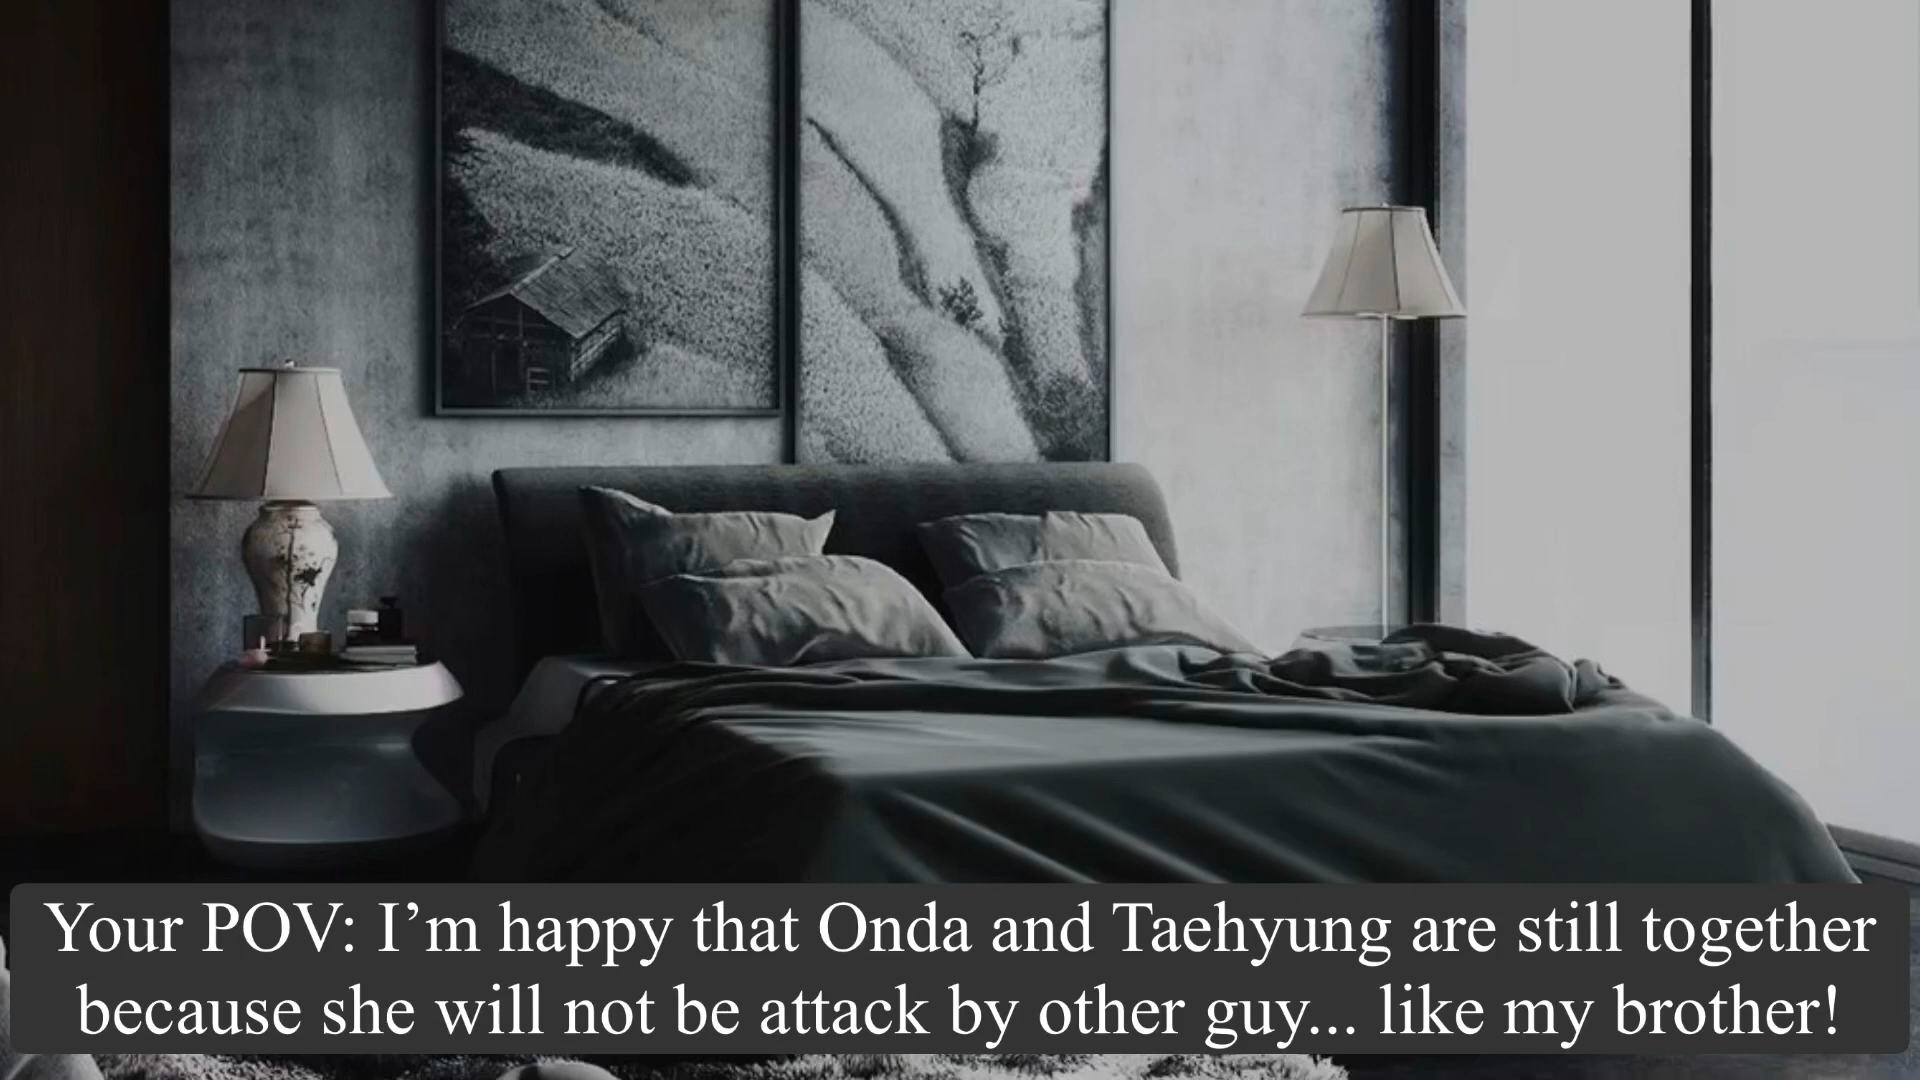 Your POV: I’m happy that Onda and Taehyung are still together
because she will not be attack by other guy... like my brother!